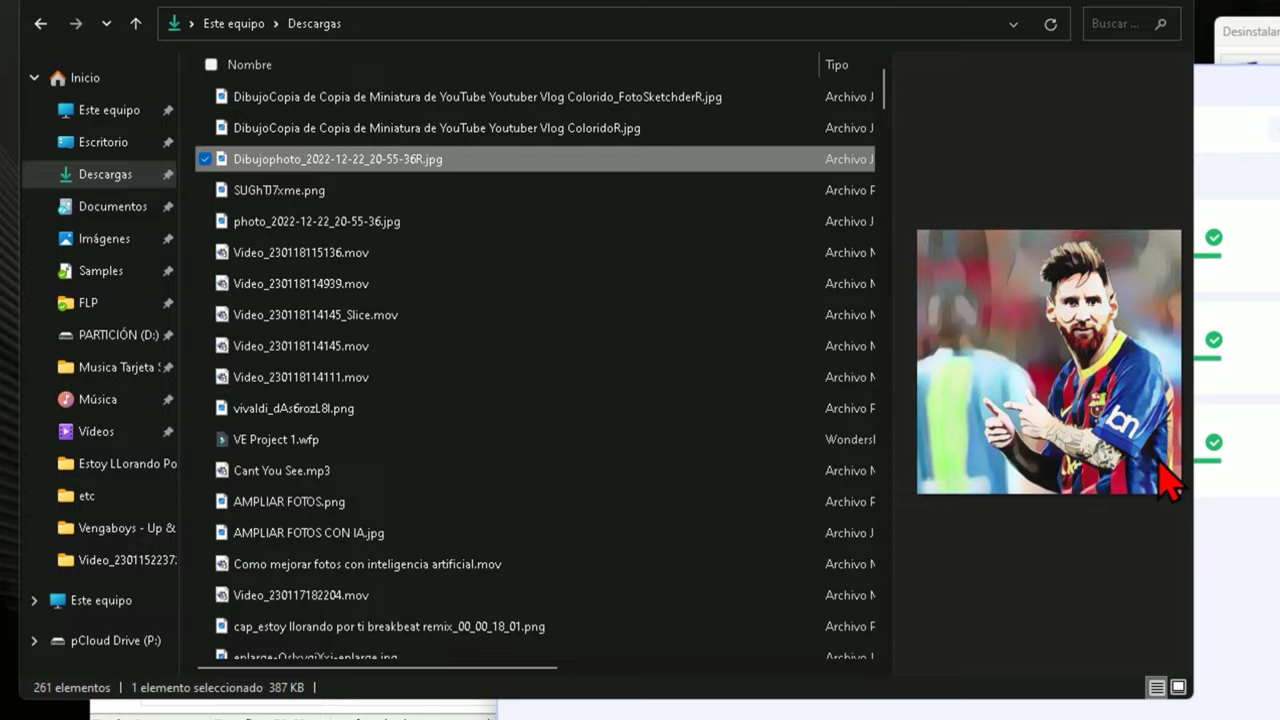 Este equipo
Descargas
Buscar ...
Desinstalar
Nombre
Tipo
Inicio
Este equipo
Escritorio
Descargas
Documentos
Imágenes
Samples
FLP
PARTICIÓN (D:)
Musica Tarjeta
Música
Vídeos
Estoy LLorando Po
etc
Vengaboys - Up &
Video_2301152237
Este equipo
pCloud Drive (P:)
DibujoCopia de Copia de Miniatura de YouTube Youtuber Vlog Colorido_FotoSketchderR.jpg
Archivo J
DibujoCopia de Copia de Miniatura de YouTube Youtuber Vlog ColoridoR.jpg
Archivo J
Dibujophoto_2022-12-22_20-55-36R.jpg
Archivo J
Archivo P
photo_2022-12-22_20-55-36.jpg
Archivo J
Video_230118115136.mov
Archivo M
Video_230118114939.mov
Archivo M
Video_230118114145_Slice.mov
Archivo M
Video_230118114145.mov
Archivo M
Video_230118114111.mov
Archivo M
vivaldi_dAs6rozL8I.png
Archivo P
VE Project 1.wfp
Wondersl
Cant You See.mp3
Archivo M
AMPLIAR FOTOS.png
Archivo P
AMPLIAR FOTOS CON IA.jpg
Archivo J
Como mejorar fotos con inteligencia artificial.mov
Archivo M
Video_230117182204.mov
Archivo M
cap_estoy llorando por ti breakbeat remix_00_00_18_01.png
Archivo P
Archivo J
bn
261 elementos
1 elemento seleccionado 387 KB